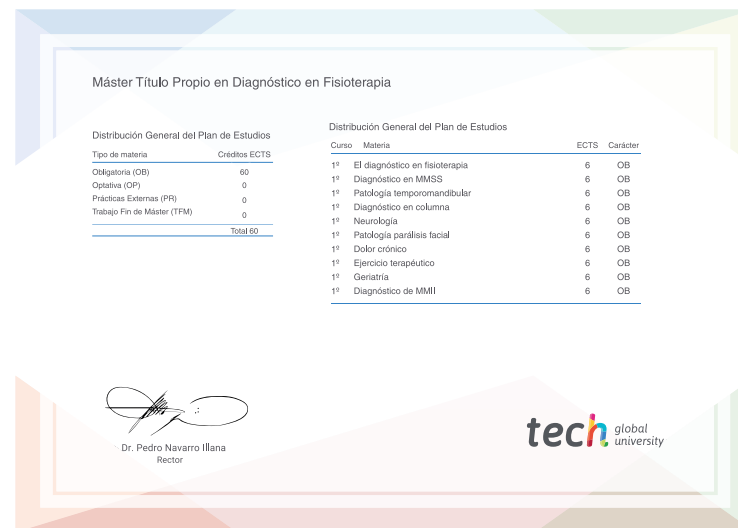 Máster Título Propio en Diagnóstico en Fisioterapia
Distribución General del Plan de Estudios
Tipo de materia Créditos ECTS
Obligatoria (OB) 60
Optativa (OP) 0
Prácticas Externas (PR) 0
Trabajo Fin de Máster (TFM) 0
Total 60
Distribución General del Plan de Estudios
Curso Materia ECTS Carácter
1º El diagnóstico en fisioterapia 6 OB
1º Diagnóstico en MMSS 6 OB
1º Patología temporomandibular 6 OB
1º Diagnóstico en columna 6 OB
1º Neurología 6 OB
1º Patología parálisis facial 6 OB
1º Dolor crónico 6 OB
1º Ejercicio terapéutico 6 OB
1º Geriatría 6 OB
1º Diagnóstico de MMII 6 OB
Dr. Pedro Navarro Illana
Rector
tech global
university